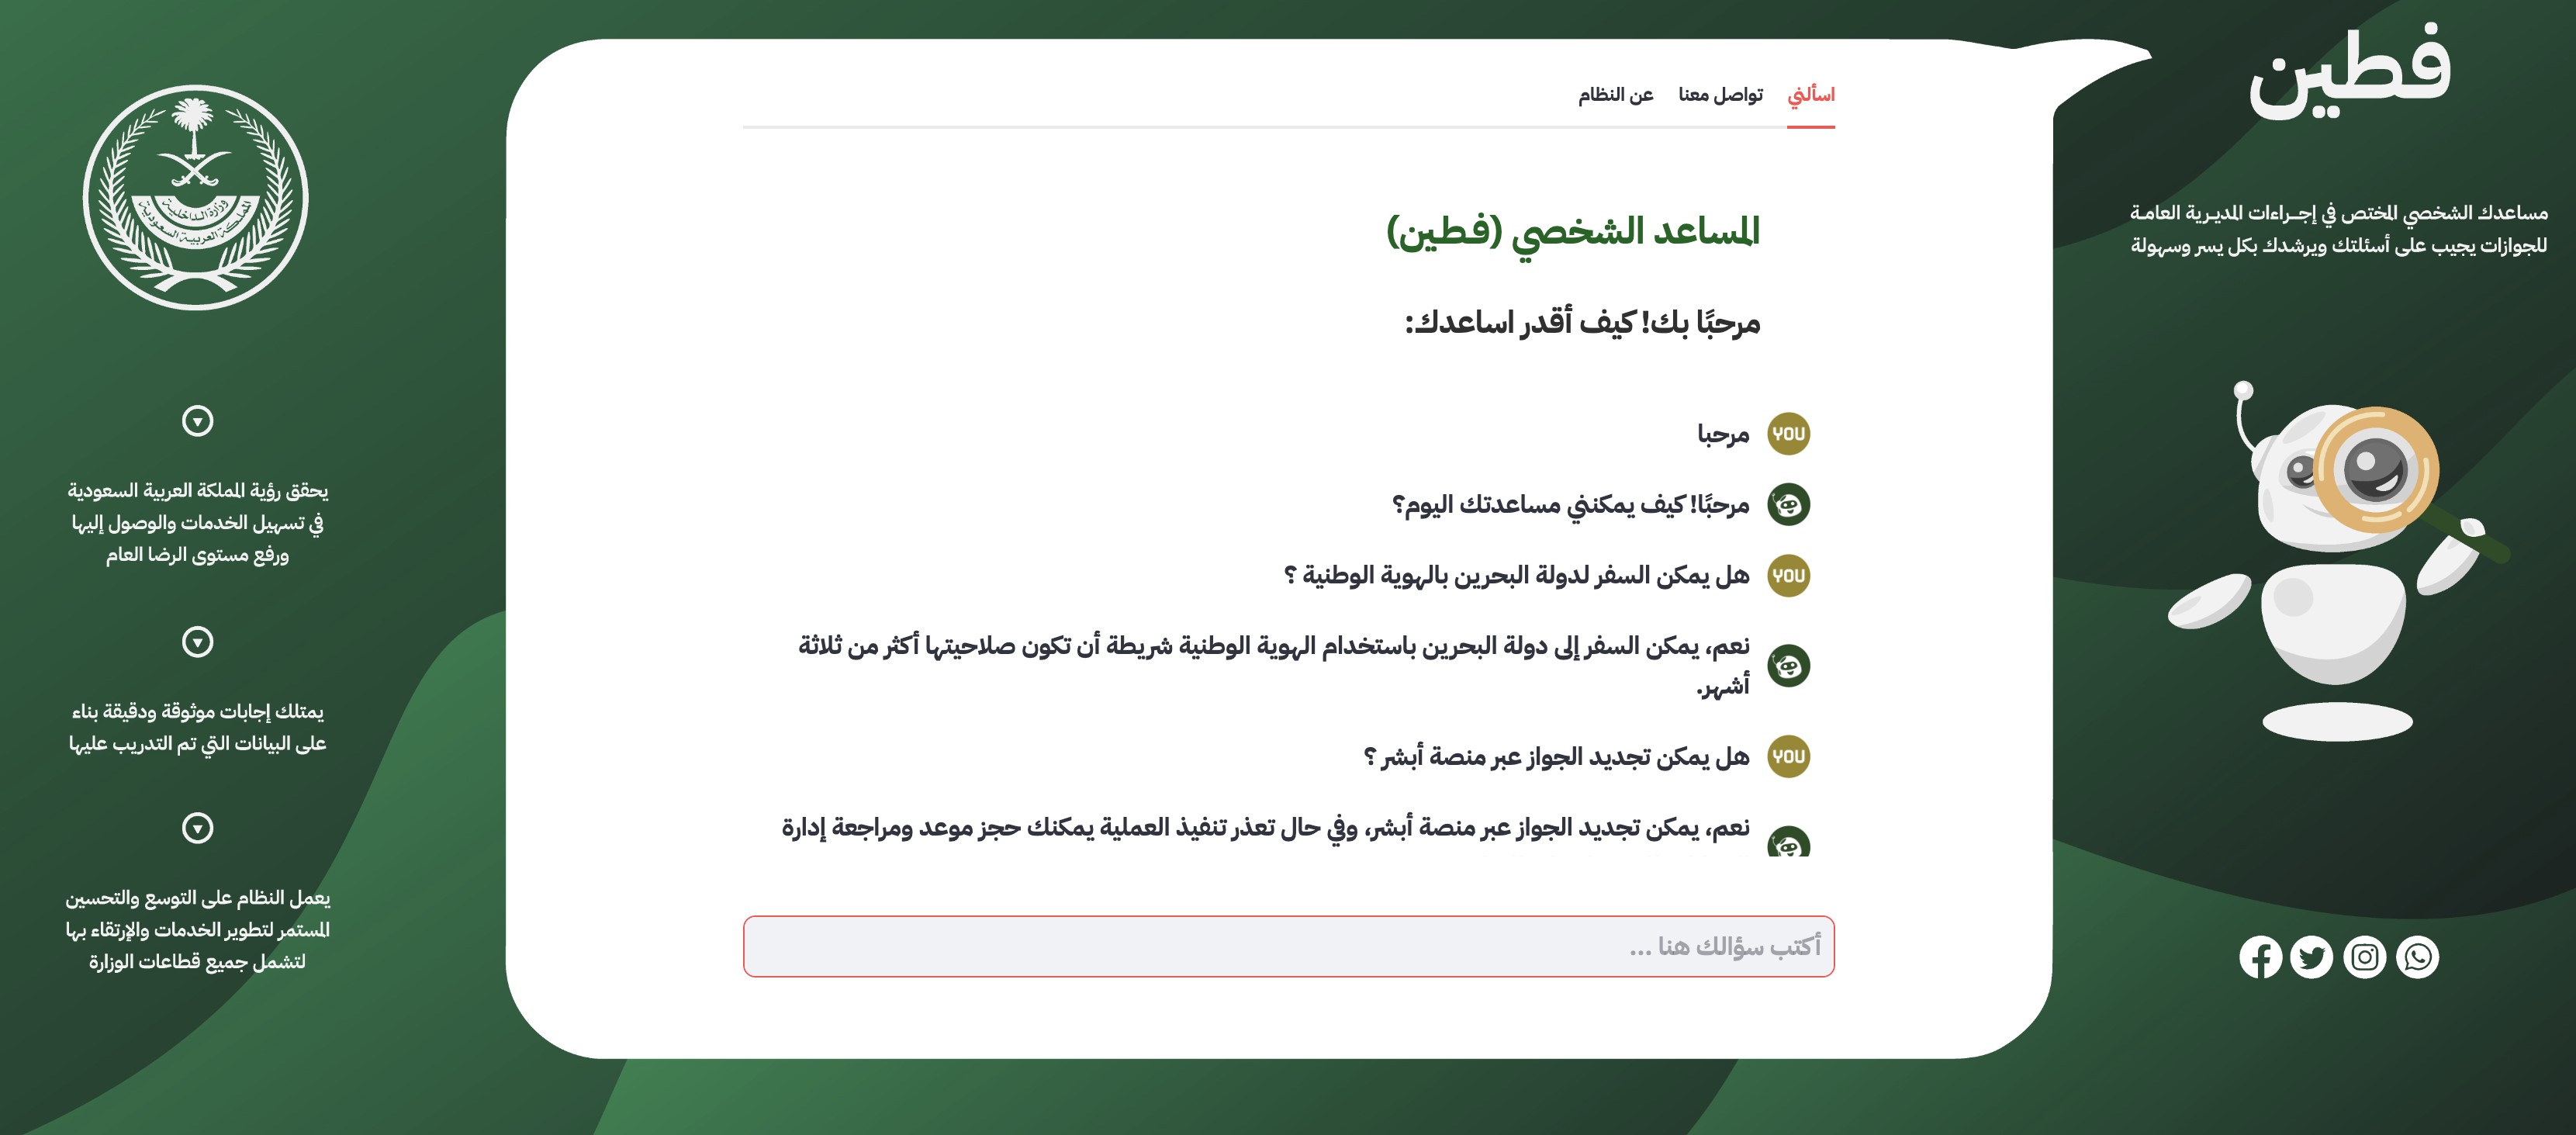 فطين
مساعدك الشخصي المختص في إجـراءات المديـرية العامـة
للجوازات يجيب على أسئلتك ويرشدك بكل يسر وسهولة
اسألني
تواصل معنا
عن النظام
المساعد الشخصي (فطين)
مرحبًا بك! كيف أقدر اساعدك:
YOU
مرحبا
مرحبًا! كيف يمكنني مساعدتك اليوم؟
YOU
هل يمكن السفر لدولة البحرين بالهوية الوطنية ؟
نعم، يمكن السفر إلى دولة البحرين باستخدام الهوية الوطنية شريطة أن تكون صلاحيتها أكثر من ثلاثة
أشهر.
YOU
هل يمكن تجديد الجواز عبر منصة أبشر ؟
نعم، يمكن تجديد الجواز عبر منصة أبشر، وفي حال تعذر تنفيذ العملية يمكنك حجز موعد ومراجعة إدارة
أكتب سؤالك هنا ...
وزارة الداخلية
المملكة العربية السعودية
يحقق رؤية المملكة العربية السعودية
في تسهيل الخدمات والوصول إليها
ورفع مستوى الرضا العام
يمتلك إجابات موثوقة ودقيقة بناء
على البيانات التي تم التدريب عليها
يعمل النظام على التوسع والتحسين
المستمر لتطوير الخدمات والإرتقاء بها
لتشمل جميع قطاعات الوزارة